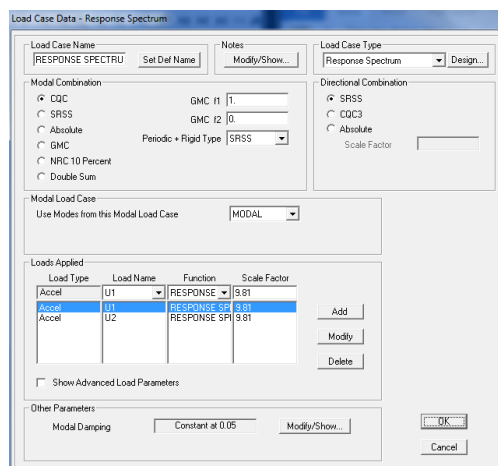 Load Case Data - Response Spectrum
Load Case Name
Notes
Load Case Type
RESPONSE SPECTRU
Set Def Name
Modify/Show...
Response Spectrum
Design...
Modal Combination
Directional Combination
CQC
GMC f1
1.
SRSS
SRSS
GMC f2
0.
CQC3
Absolute
Periodic + Rigid Type
SRSS
Absolute
GMC
Scale Factor
NRC 10 Percent
Double Sum
Modal Load Case
Use Modes from this Modal Load Case
MODAL
Loads Applied
Load Type Load Name Function Scale Factor
Accel U1 RESPONSE 9.81
Accel U1 RESPONSE SPI 9.81
Accel U2 RESPONSE SPI 9.81
Add
Modify
Delete
Show Advanced Load Parameters
Other Parameters
Modal Damping
Constant at 0.05
Modify/Show...
OK
Cancel